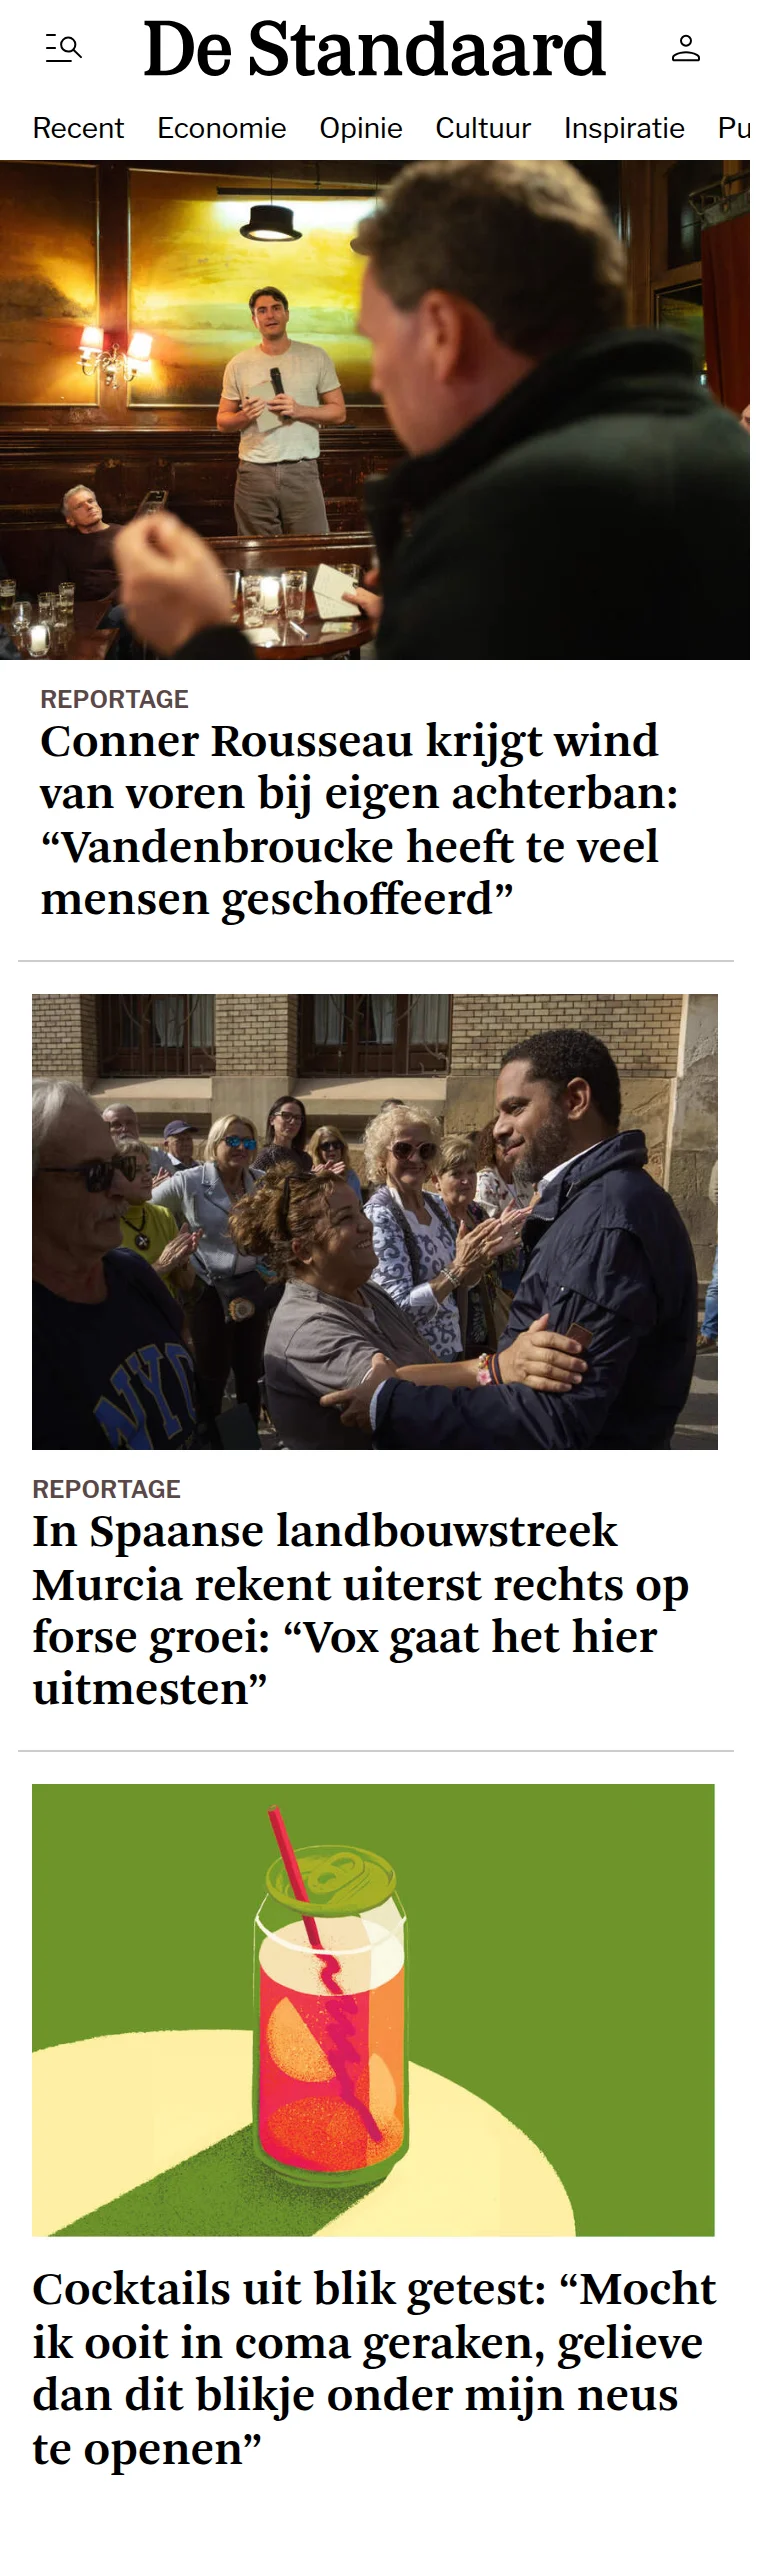 De Standaard
Recent Economie Opinie Cultuur Inspiratie Pu
REPORTAGE
Conner Rousseau krijgt wind
van voren bij eigen achterban:
“Vandenbroucke heeft te veel
mensen geschoffeerd”
NYC
REPORTAGE
In Spaanse landbouwstreek
Murcia rekent uiterst rechts op
forse groei: “Vox gaat het hier
uitmesten”
Cocktails uit blik getest: “Mocht
ik ooit in coma geraken, gelieve
dan dit blikje onder mijn neus
te openen”